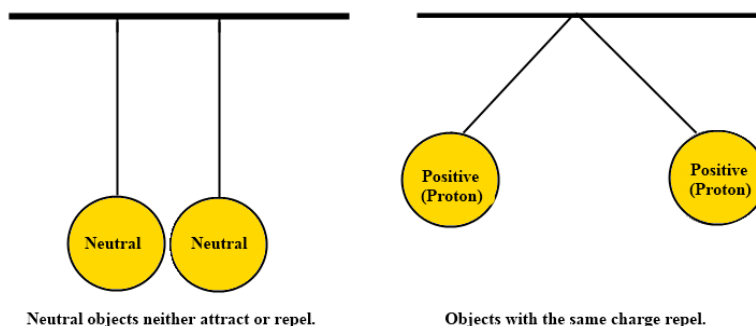 Neutral
Neutral
Neutral objects neither attract or repel.
Positive
(Proton)
Positive
(Proton)
Objects with the same charge repel.